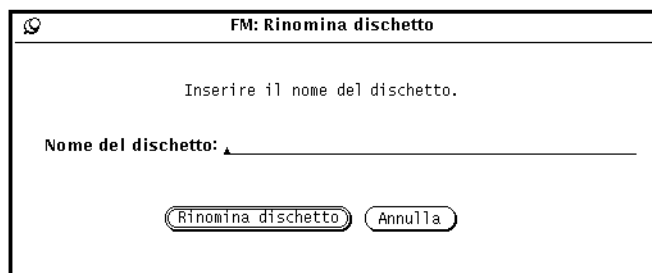 FM: Rinomina dischetto
Inserire il nome del dischetto.
Nome del dischetto:
Rinomina dischetto Annulla